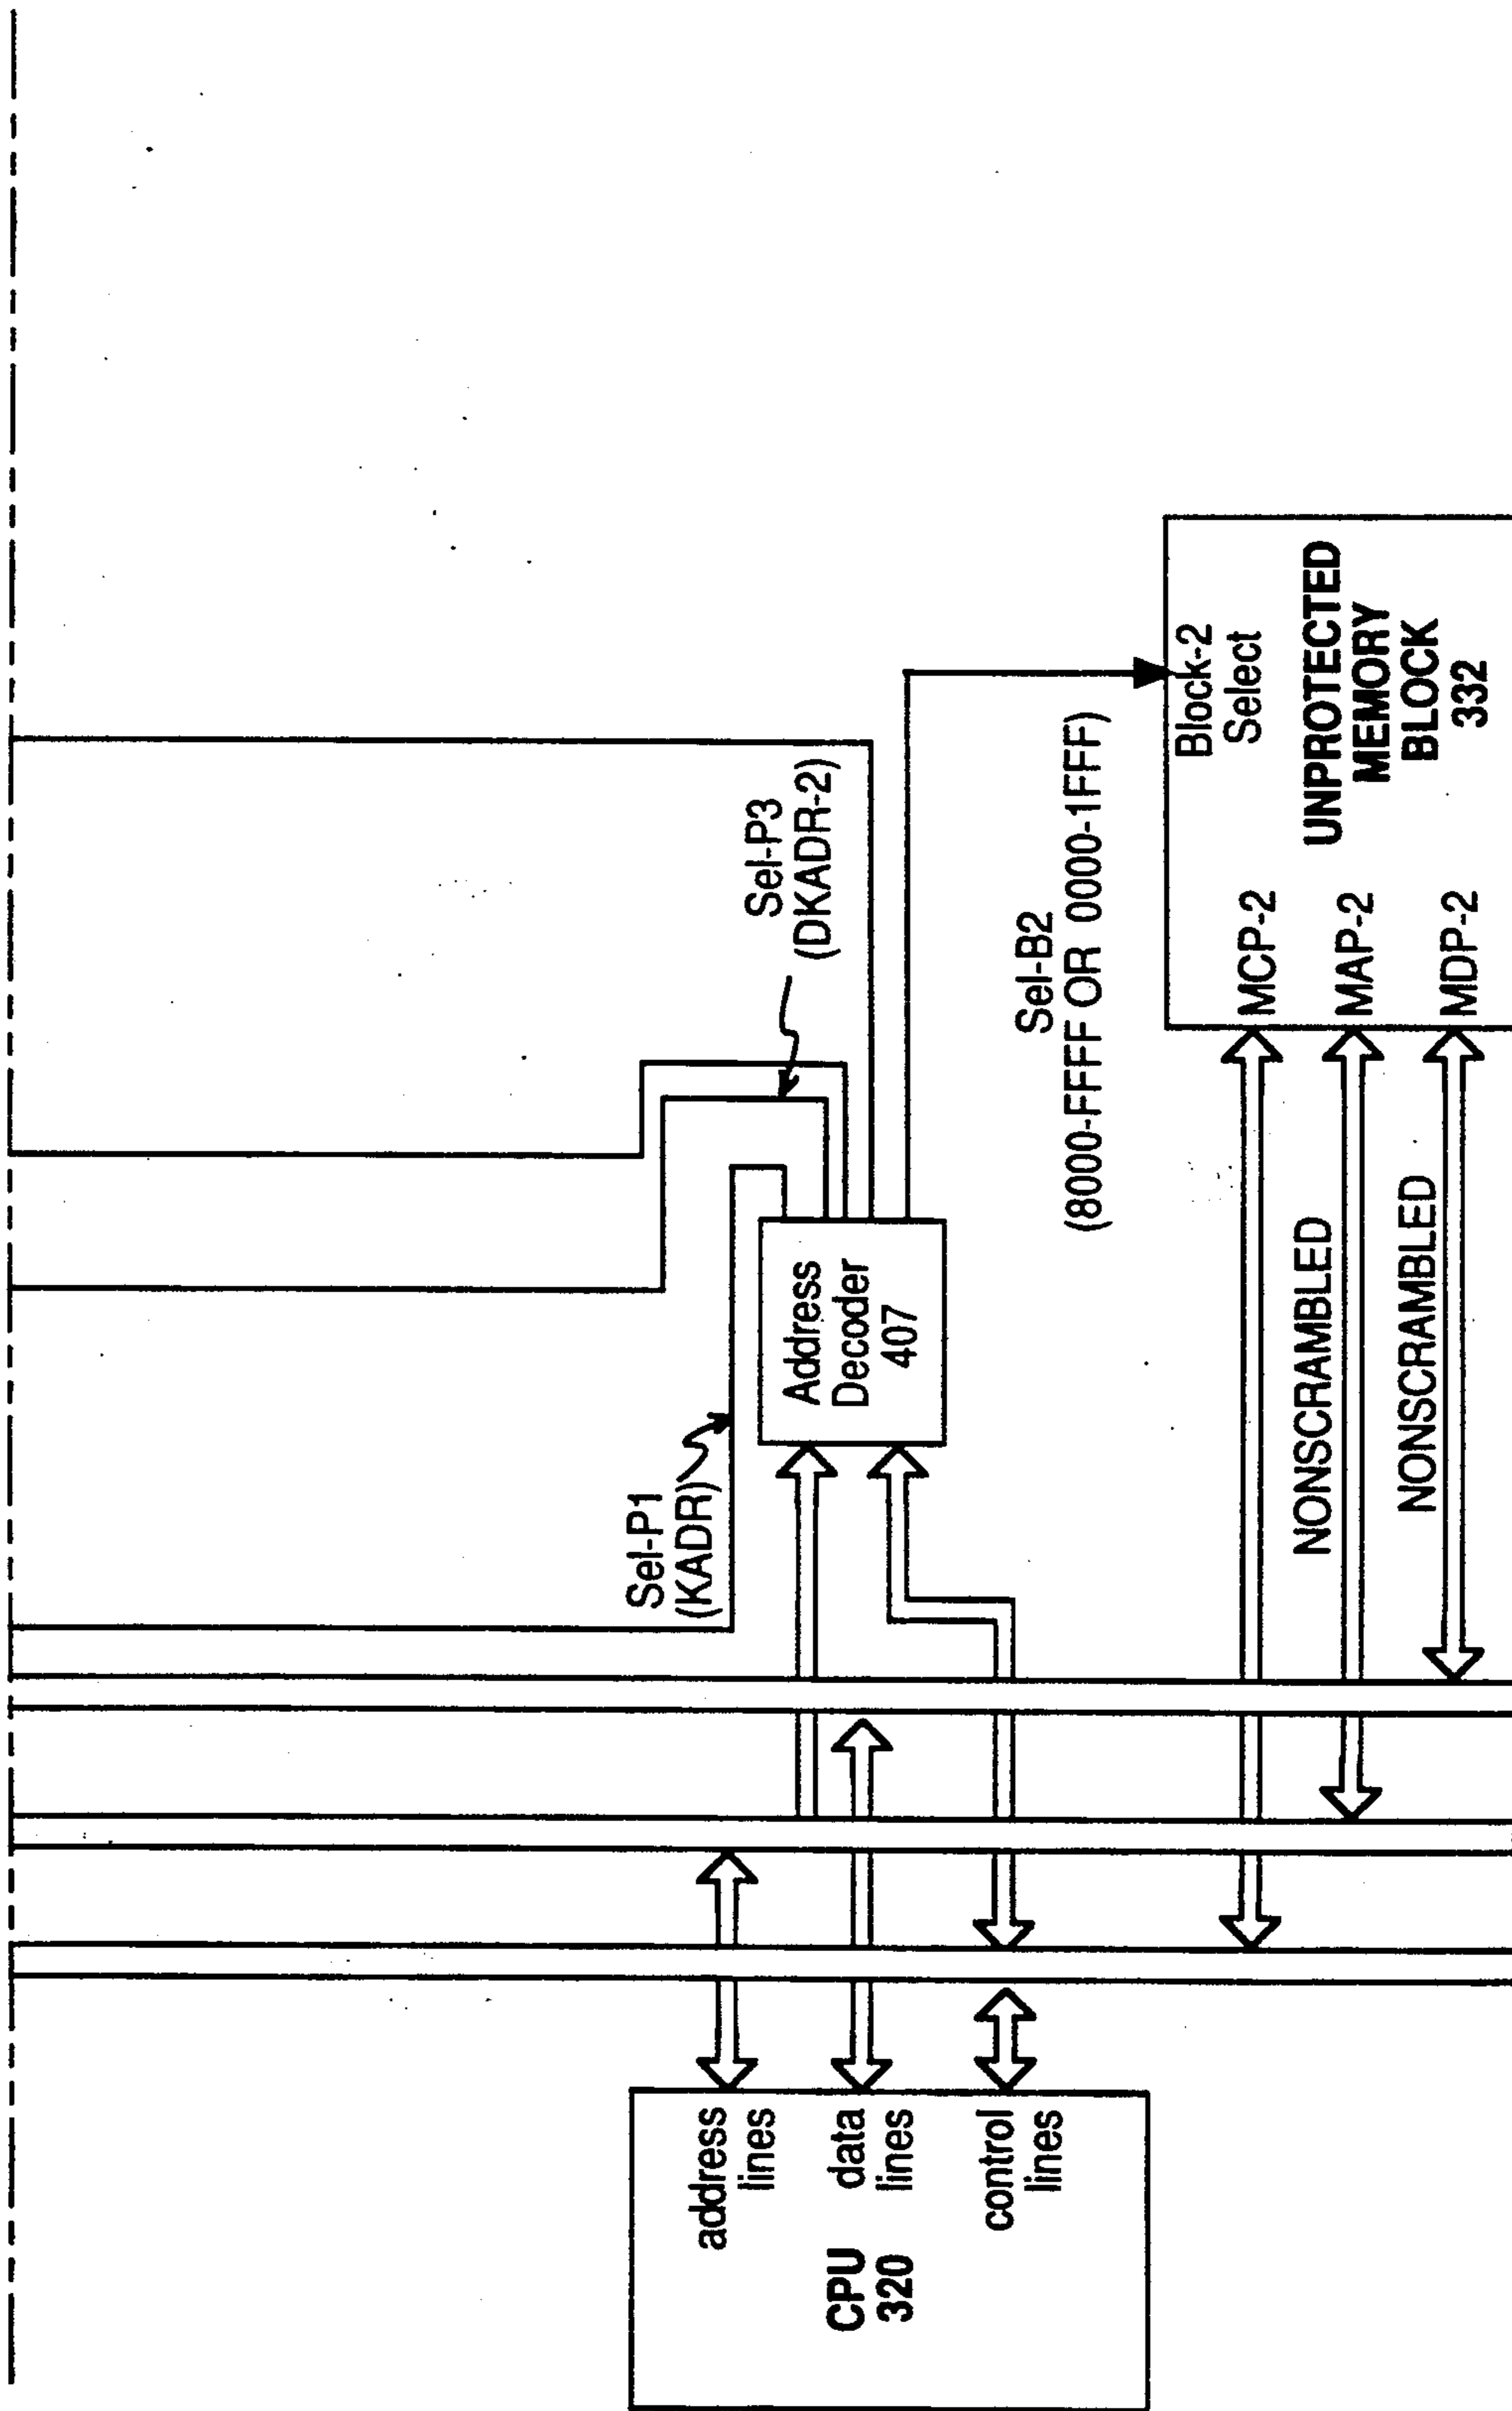 CPU
320
address
lines
data
lines
control
lines
Sel-P1
(KADR)
Address
Decoder
407
Sel-P3
(DKADR-2)
Sel-B2
(8000-FFFF OR 0000-1FFF)
NONSCRAMBLED
NONSCRAMBLED
Block-2
Select
MCP-2
MAP-2
MDP-2
UNPROTECTED
MEMORY
BLOCK
332